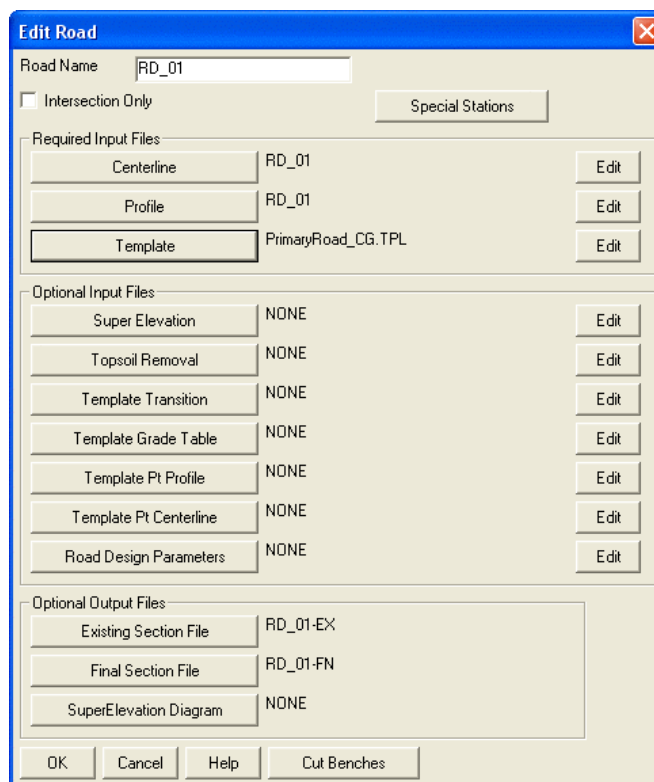 Edit Road
Road Name RD_01
Intersection Only Special Stations
Required Input Files
Centerline RD_01 Edit
Profile RD_01 Edit
Template PrimaryRoad_CG.TPL Edit
Optional Input Files
Super Elevation NONE Edit
Topsoil Removal NONE Edit
Template Transition NONE Edit
Template Grade Table NONE Edit
Template Pt Profile NONE Edit
Template Pt Centerline NONE Edit
Road Design Parameters NONE Edit
Optional Output Files
Existing Section File RD_01-EX
Final Section File RD_01-FN
SuperElevation Diagram NONE
OK Cancel Help Cut Benches